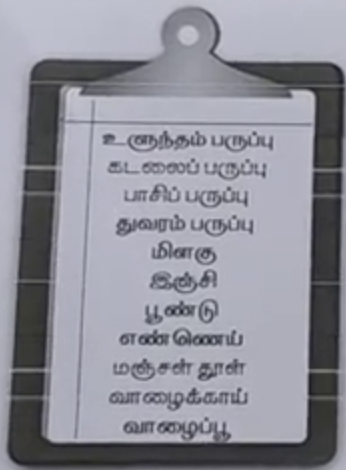 உளுந்தம் பருப்பு
கடலைப் பருப்பு
பாசிப் பருப்பு
துவரம் பருப்பு
மிளகு
இஞ்சி
பூண்டு
எண்ணெய்
மஞ்சள் தூள்
வாழைக்காய்
வாழைப்பூ